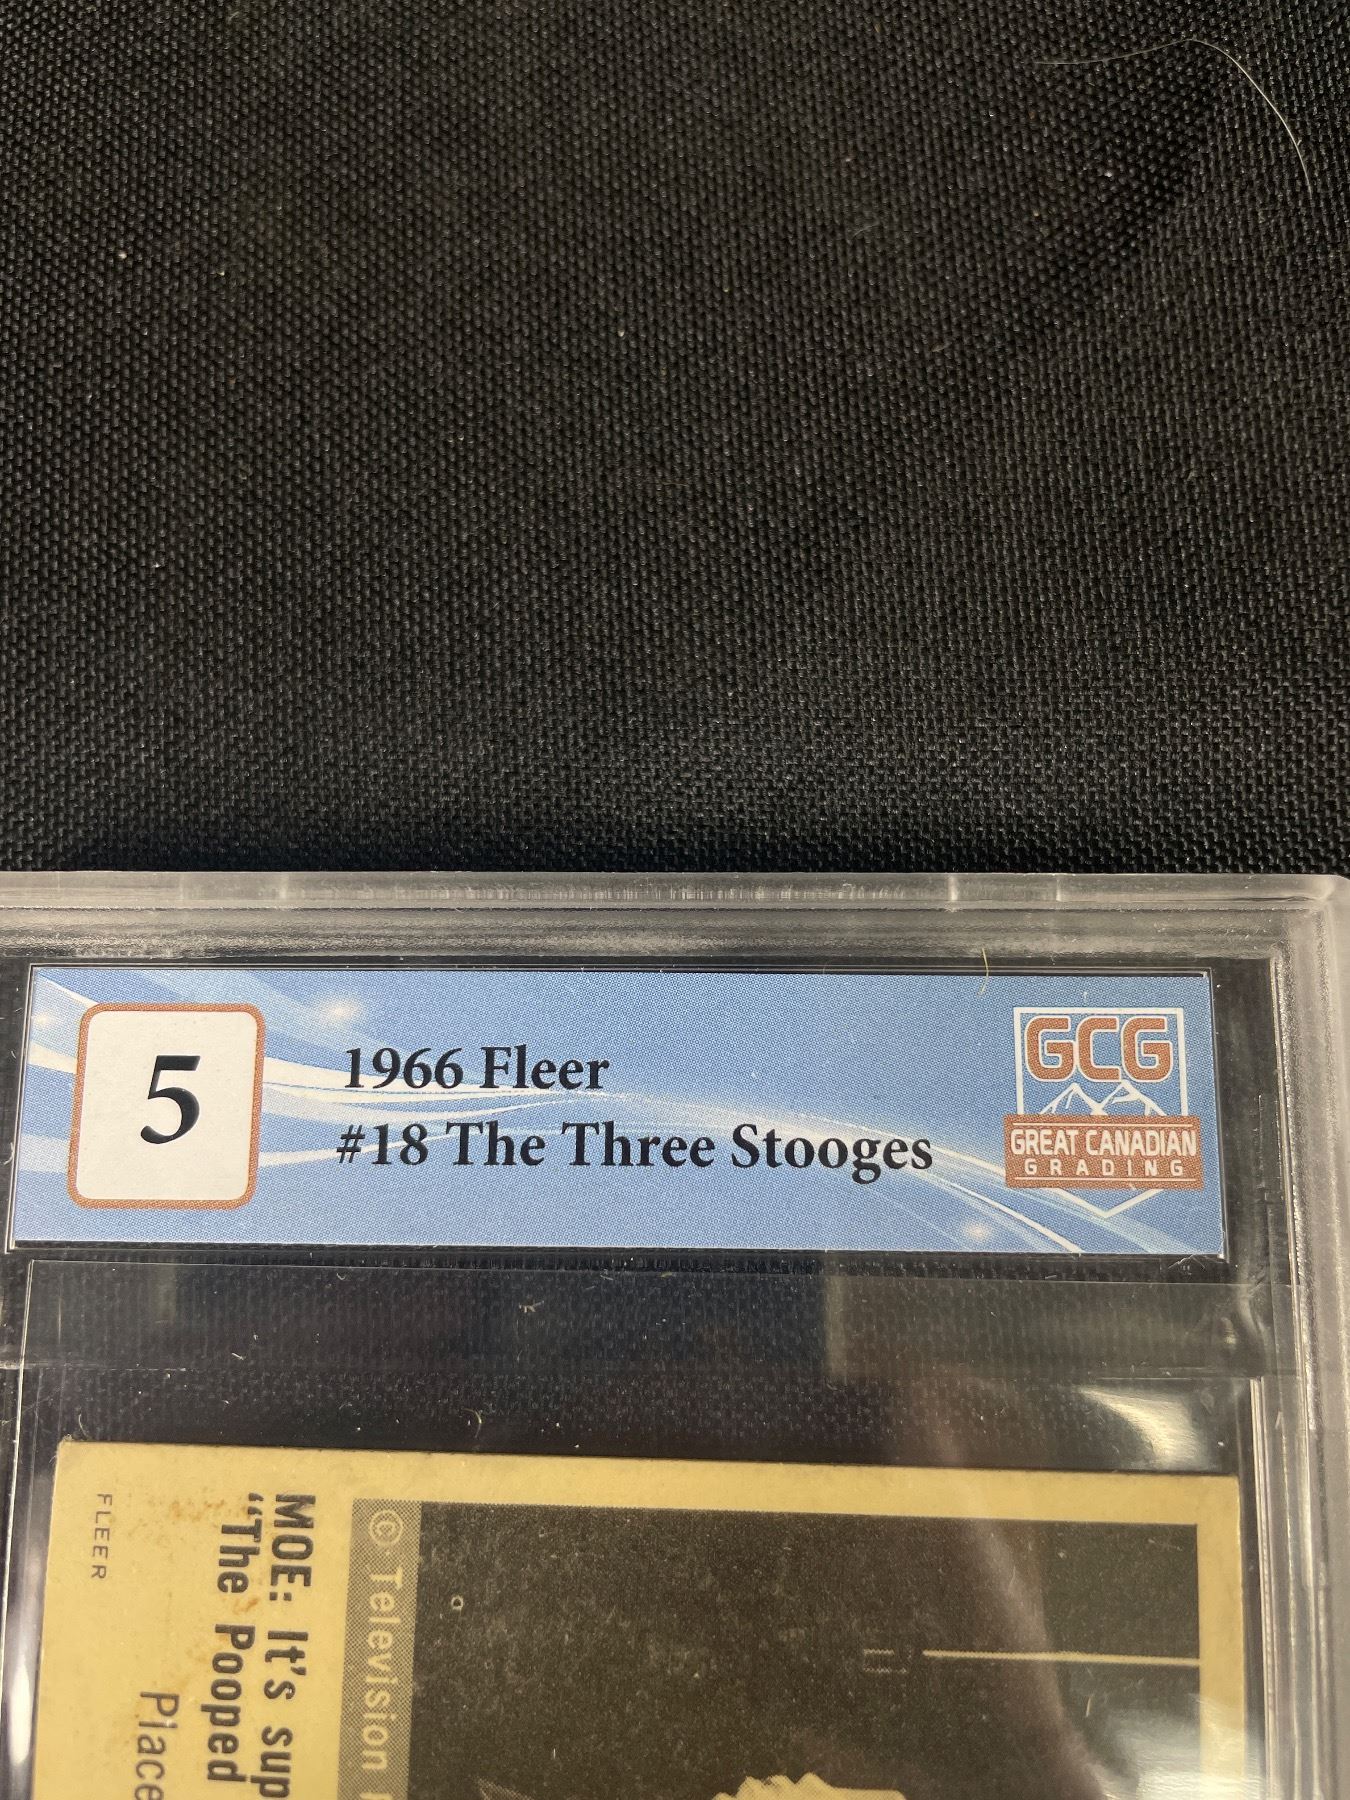 5
1966 Fleer
#18 The Three Stooges
GCG
GREAT CANADIAN
GRADING
FLEER
MOE: It's sup
"The Pooped
Place
© Television